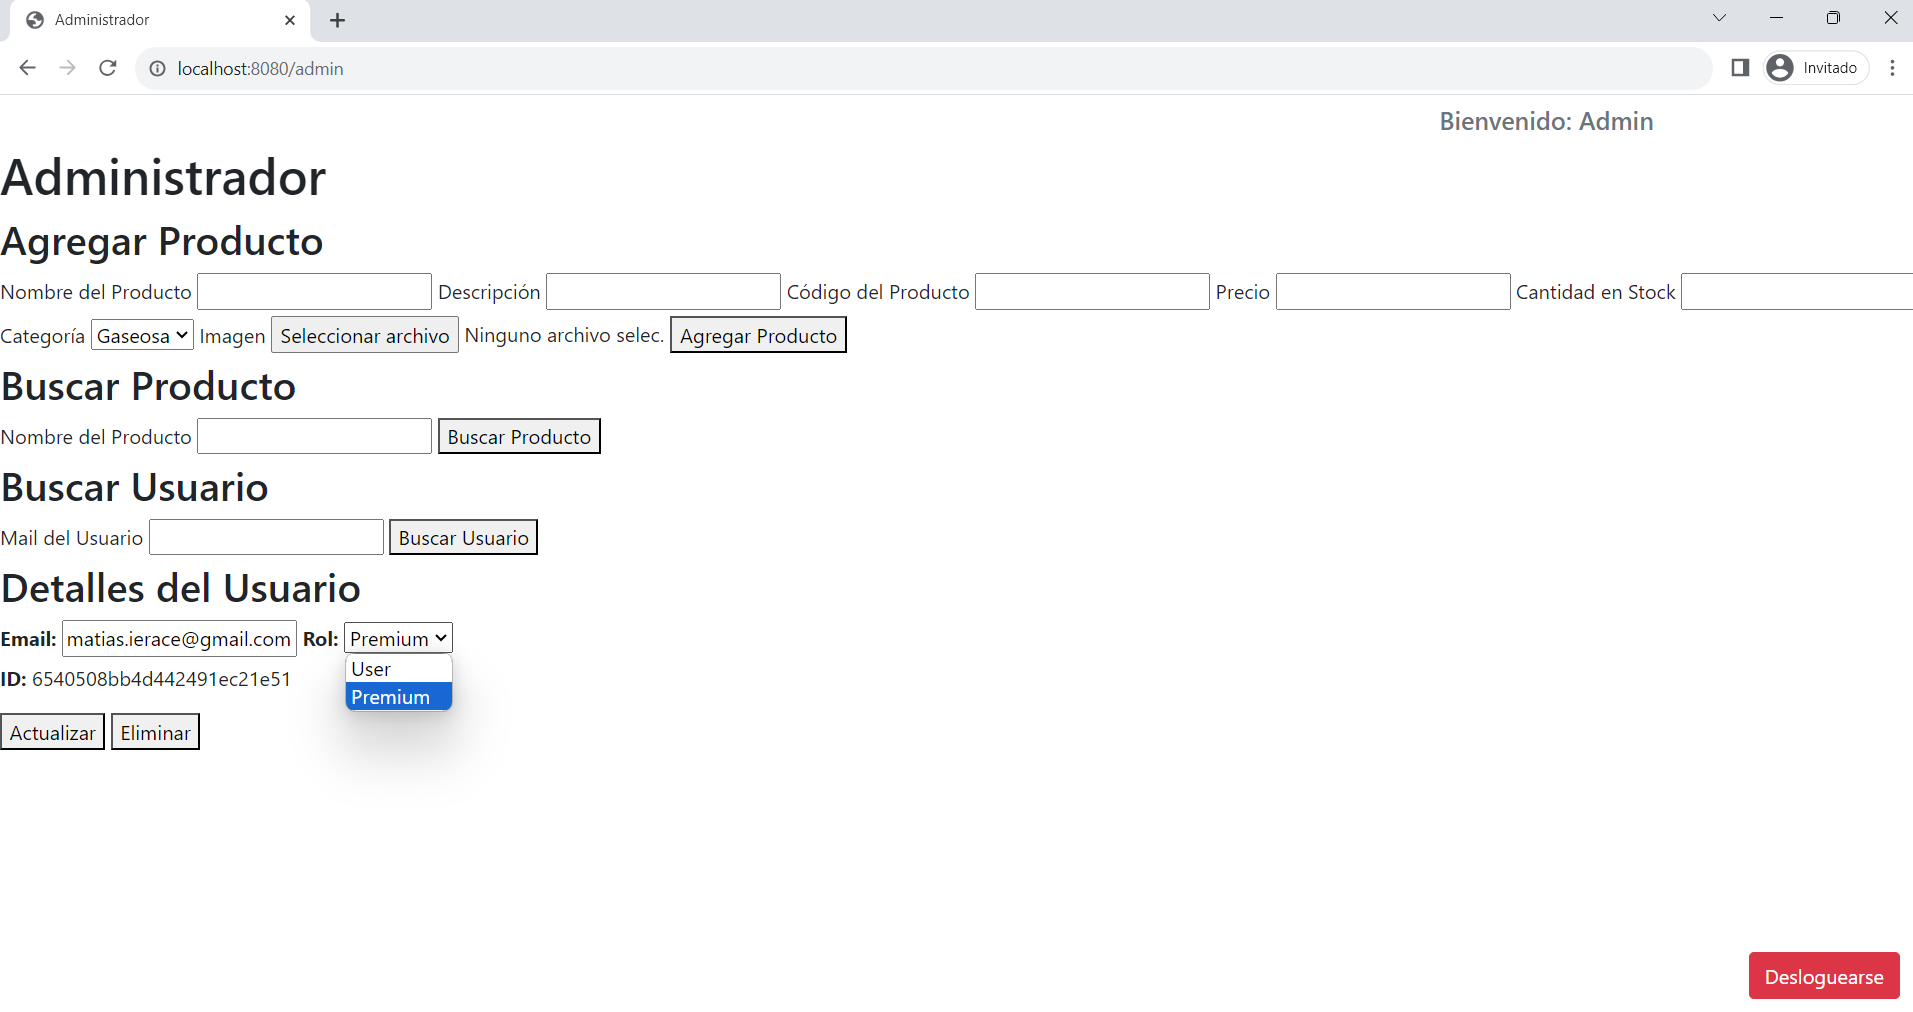 Administrador
localhost:8080/admin
Invitado
Bienvenido: Admin
Administrador
Agregar Producto
Nombre del Producto Descripción Código del Producto Precio Cantidad en Stock
Categoría Gaseosa Imagen Seleccionar archivo Ninguno archivo selec. Agregar Producto
Buscar Producto
Nombre del Producto Buscar Producto
Buscar Usuario
Mail del Usuario Buscar Usuario
Detalles del Usuario
Email: matias.ierace@gmail.com Rol: Premium
User
ID: 6540508bb4d442491ec21e51
Premium
Actualizar Eliminar
Desloguearse